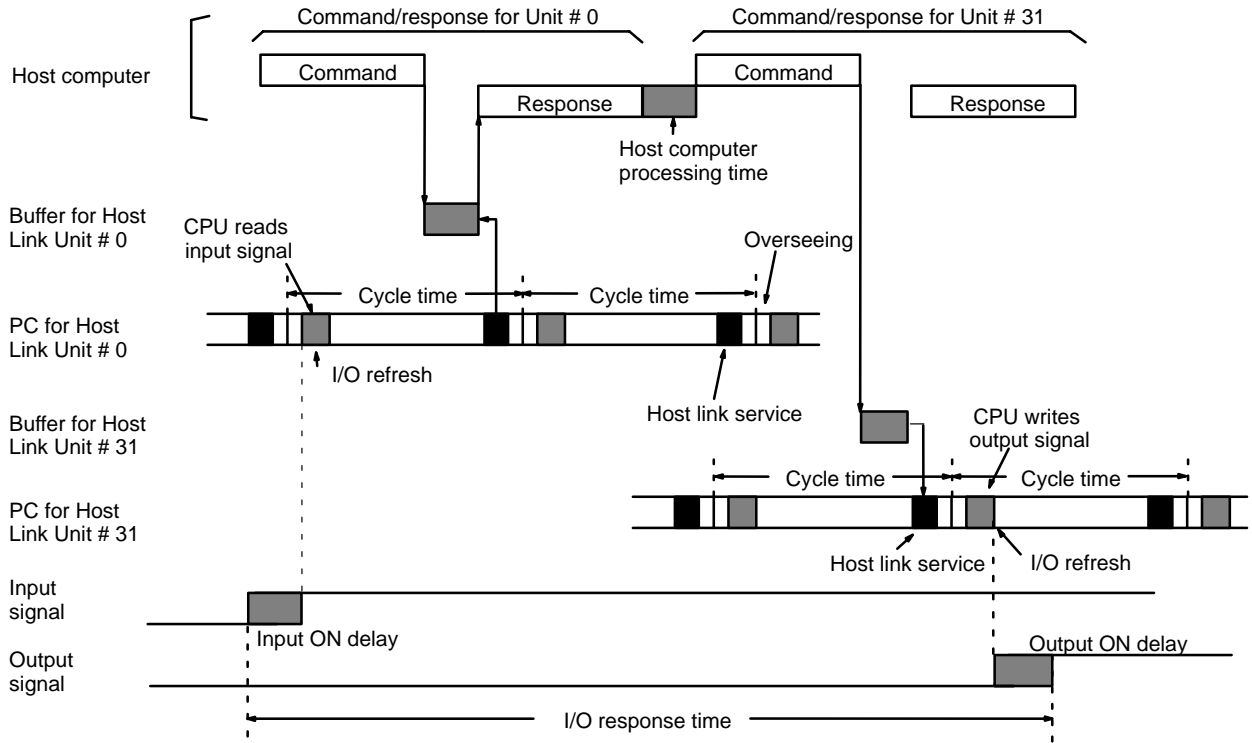 Command/response for Unit # 0
Command/response for Unit # 31
Host computer
Command
Command
Response
Response
Host computer
processing time
Buffer for Host
Link Unit # 0
CPU reads
input signal
Overseeing
Cycle time
Cycle time
PC for Host
Link Unit # 0
I/O refresh
Host link service
Buffer for Host
Link Unit # 31
CPU writes
output signal
Cycle time
Cycle time
PC for Host
Link Unit # 31
Host link service
I/O refresh
Input
signal
Input ON delay
Output ON delay
Output
signal
I/O response time